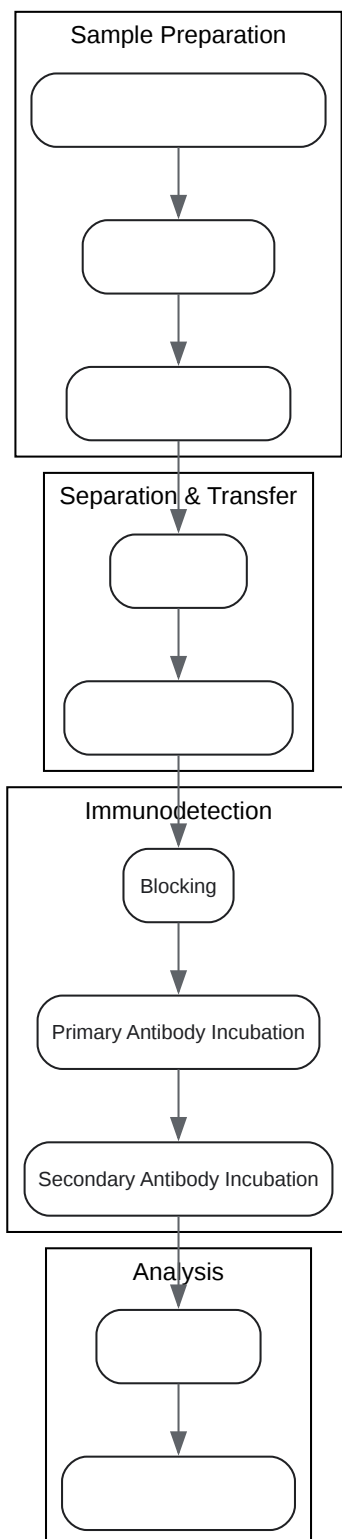 Sample Preparation
Separation & Transfer
Immunodetection
Blocking
Primary Antibody Incubation
Secondary Antibody Incubation
Analysis